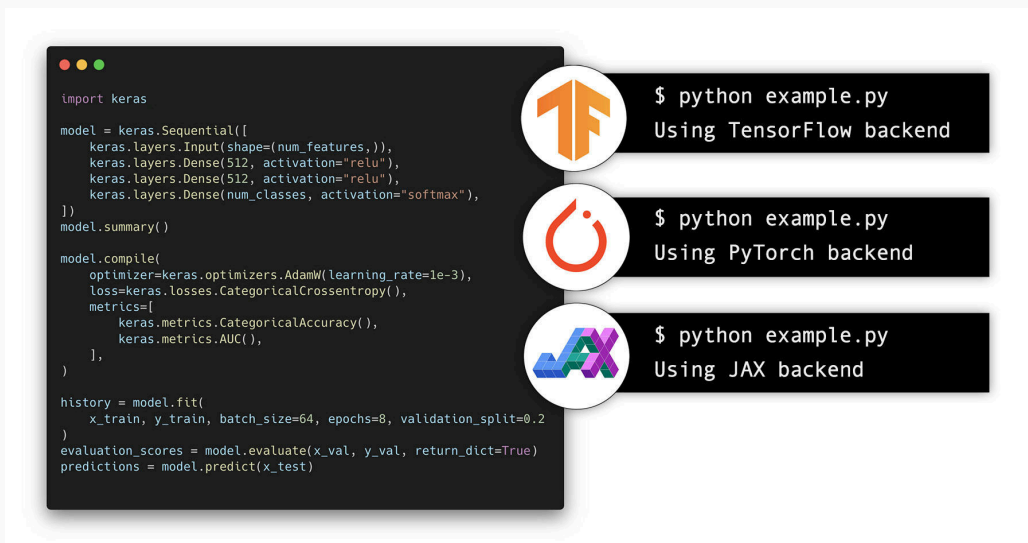 import keras
model = keras.Sequential([
    keras.layers.Input(shape=(num_features,)),
    keras.layers.Dense(512, activation="relu"),
    keras.layers.Dense(512, activation="relu"),
    keras.layers.Dense(num_classes, activation="softmax"),
])
model.summary()
model.compile(
    optimizer=keras.optimizers.AdamW(learning_rate=1e-3),
    loss=keras.losses.CategoricalCrossentropy(),
    metrics=[
        keras.metrics.CategoricalAccuracy(),
        keras.metrics.AUC(),
    ],
)
history = model.fit(
    x_train, y_train, batch_size=64, epochs=8, validation_split=0.2
)
evaluation_scores = model.evaluate(x_val, y_val, return_dict=True)
predictions = model.predict(x_test)
$ python example.py
Using TensorFlow backend
$ python example.py
Using PyTorch backend
JAX
$ python example.py
Using JAX backend